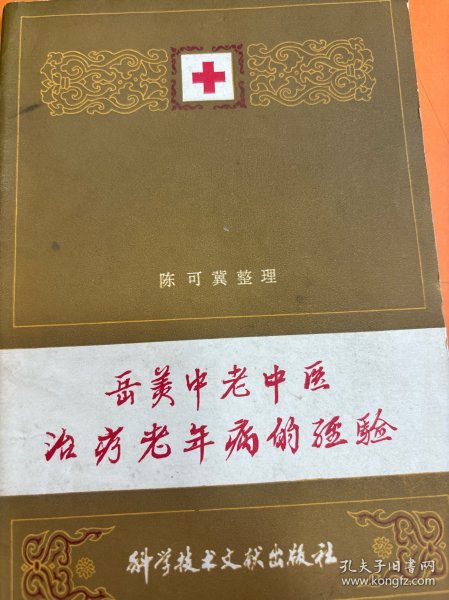 陈可冀整理
岳美中老中医
治疗老年病的经验
科学技术文献出版社
孔夫子旧书网
www.kongfz.com